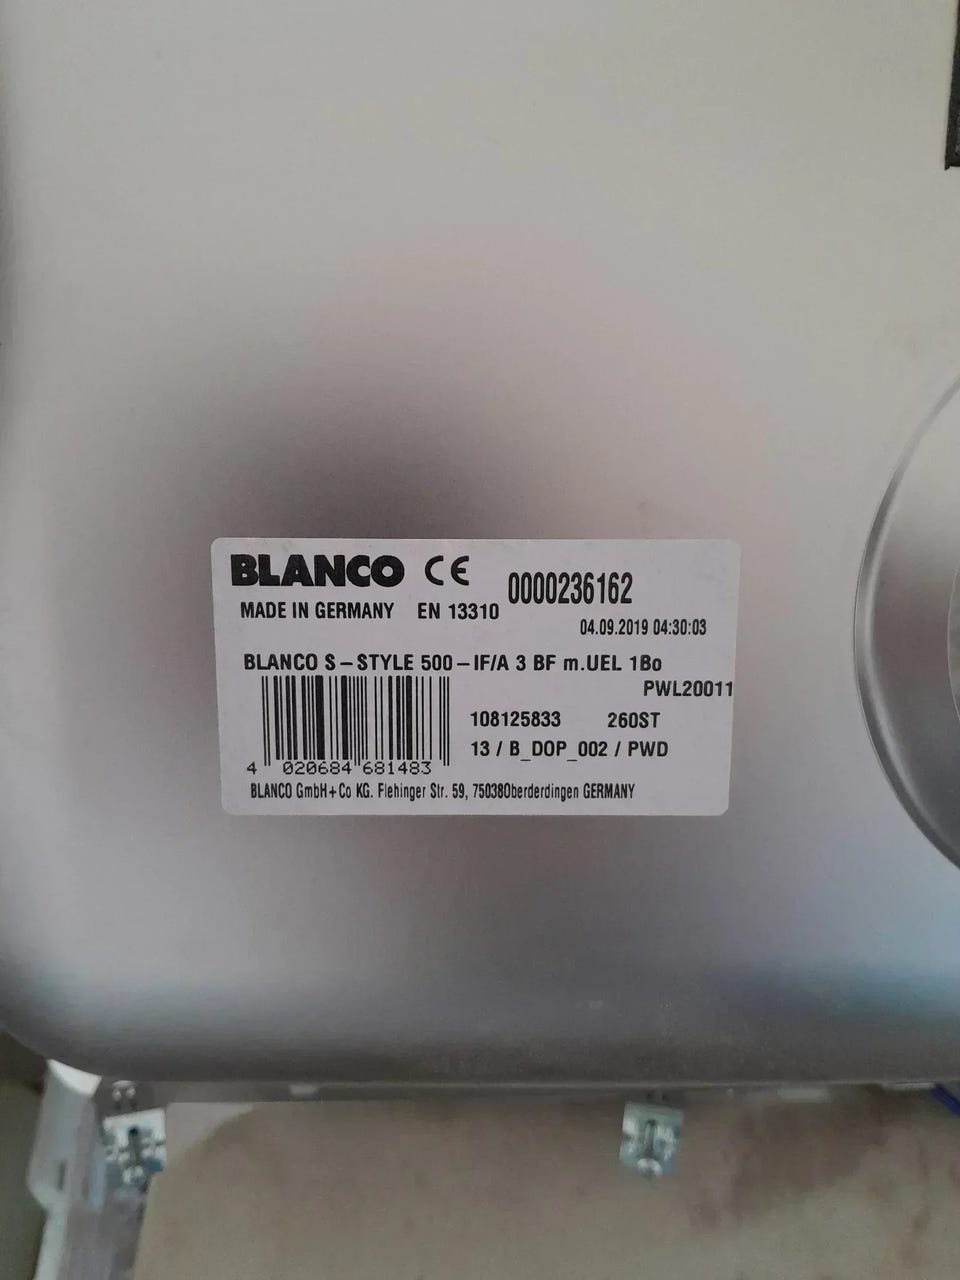 BLANCO CE 0000236162
MADE IN GERMANY EN 13310
04.09.2019 04:30:03
BLANCO S-STYLE 500-IF/A 3 BF m.UEL 1Bo
PWL20011
108125833 260ST
13 / B_DOP_002 / PWD
4 020684 681483
BLANCO GmbH+Co KG. Flehinger Str. 59, 75038Oberderdingen GERMANY